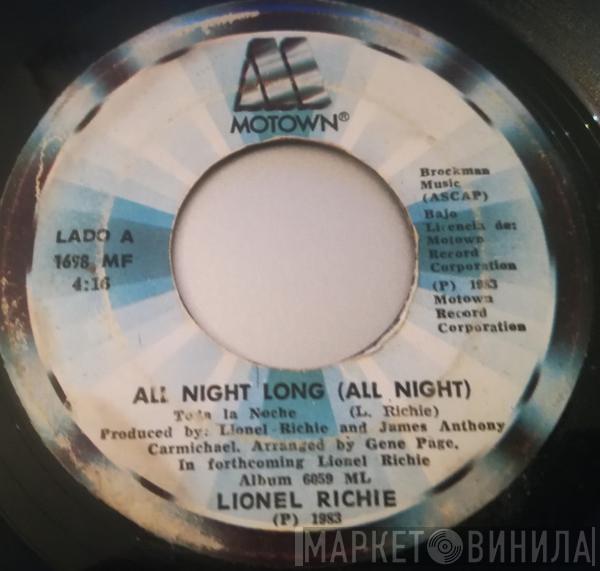 MOTOWN®
LADO A
1698 MF
4:16
Brockman
Music
(ASCAP)
Bajo
Licencia de:
Motown
Record
Corporation
(P) 1983
Motown
Record
Corporation
ALL NIGHT LONG (ALL NIGHT)
Toda la Noche (L. Richie)
Produced by: Lionel Richie and James Anthony
Carmichael. Arranged by Gene Page.
In forthcoming Lionel Richie
Album 6059 ML
LIONEL RICHIE
(P) 1983
МАРКЕТ ВИНИЛА